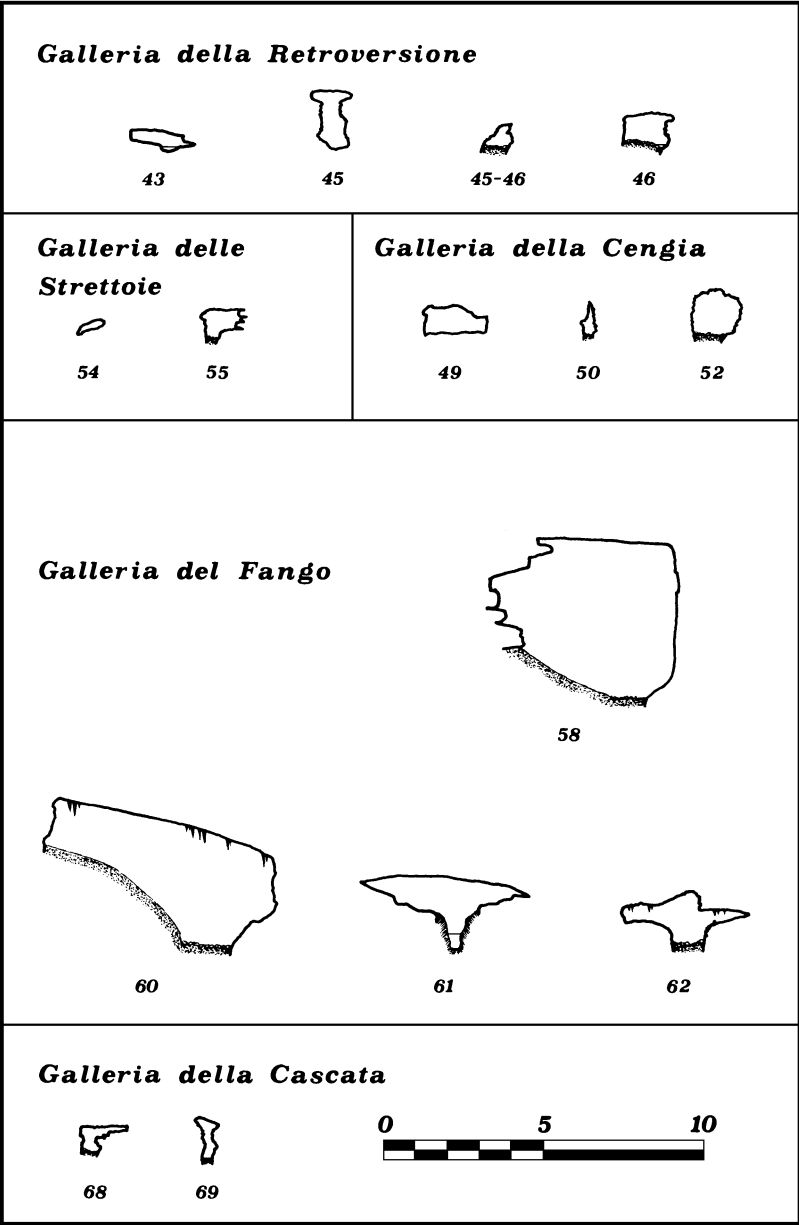 Galleria della Retroversione
43 45 45-46 46
Galleria delle
Strettoie
54 55
Galleria della Cengia
49 50 52
Galleria del Fango
58
60 61 62
Galleria della Cascata
0 5 10
68 69